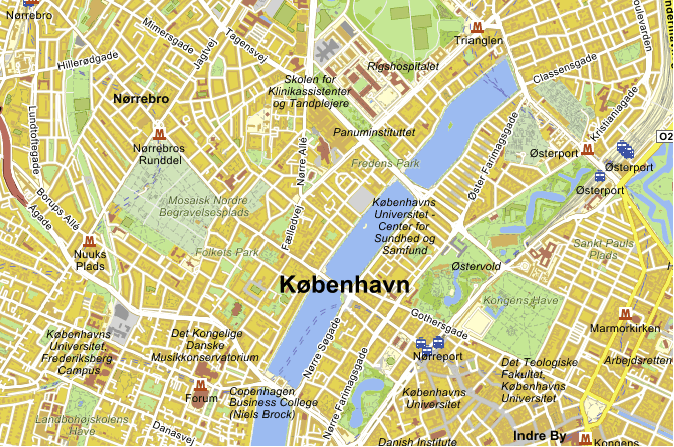 Nørrebro
Hillerødgade
Mimersgade
Jagtvej
Tagensvej
Nørrebro
Lundtoftegade
Nørrebros
Runddel
Skolen for
Klinikassistenter
og Tandplejere
Rigshospitalet
Trianglen
Classensgade
Kristianiagade
O2
Panuminstituttet
Fredens Park
Nørre Allé
Østerport
Østerport
Østerport
Øster Farimagsgade
Mosaisk Nordre
Begravelsesplads
Borups Allé
Ågade
Nuuks
Plads
Folkets Park
Fælledvej
Københavns
Universitet -
Center for
Sundhed og
Samfund
Østervold
Sankt Pauls
Plads
København
Kongens Have
Gothersgade
Marmorkirken
Københavns
Universitet,
Frederiksberg
Campus
Det Kongelige
Danske
Musikkonservatorium
Nørre Søgade
Nørre Farimagsgade
Nørreport
Det Teologiske
Fakultet,
Københavns
Universitet
Arbejdsretten
Forum
Copenhagen
Business College
(Niels Brock)
Københavns
Universitet
Landbohøjskolens
Have
Danasvej
Danish Institute
Indre By
Kongens